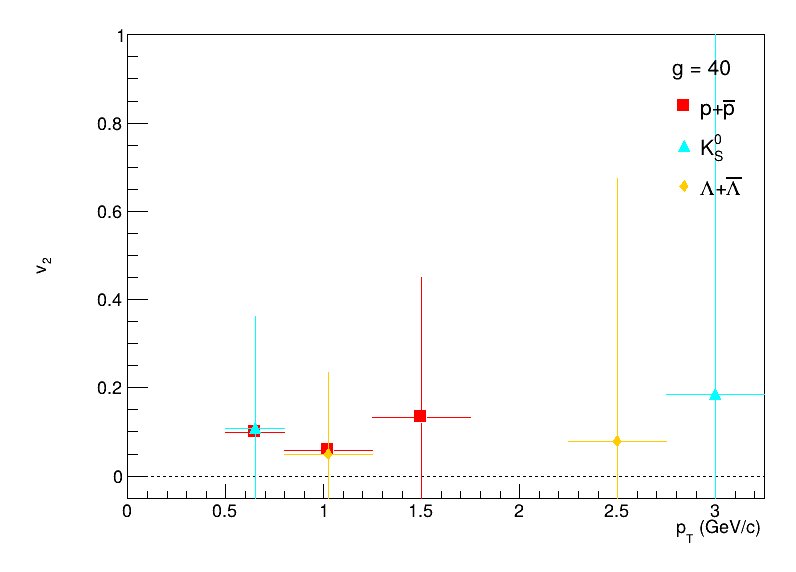 1
0.8
0.6
0.4
0.2
0
v₂
g = 40
p+p̅
K⁰_S
Λ+Λ̅
0 0.5 1 1.5 2 2.5 3
p_T (GeV/c)